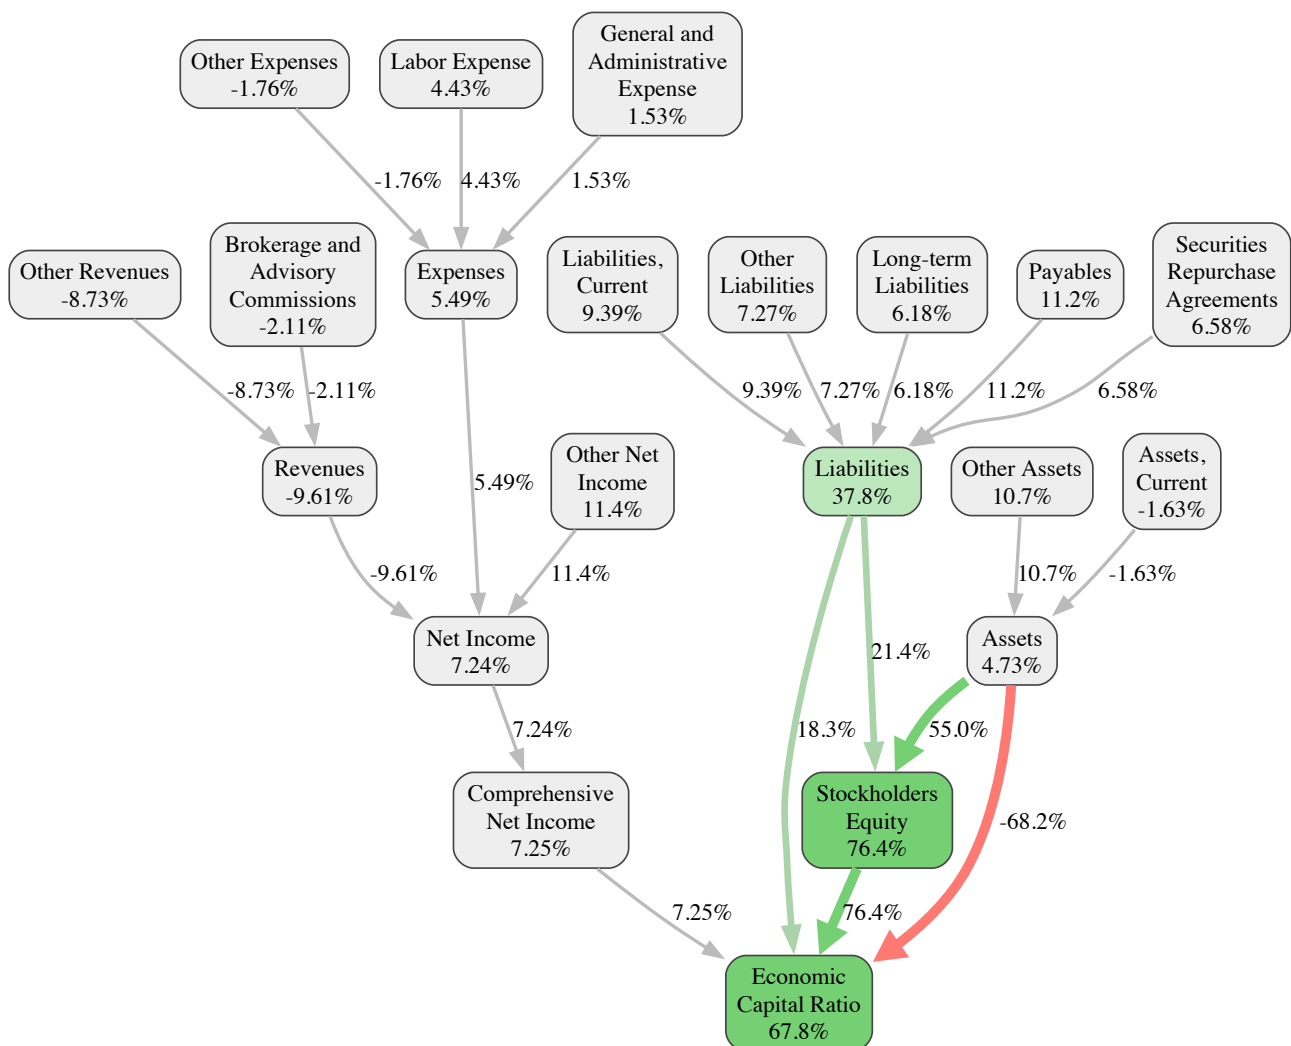 Other Expenses
-1.76%
Labor Expense
4.43%
General and
Administrative
Expense
1.53%
-1.76%
4.43%
1.53%
Other Revenues
-8.73%
Brokerage and
Advisory
Commissions
-2.11%
Expenses
5.49%
Liabilities,
Current
9.39%
Other
Liabilities
7.27%
Long-term
Liabilities
6.18%
Payables
11.2%
Securities
Repurchase
Agreements
6.58%
-8.73%
-2.11%
9.39%
7.27%
6.18%
11.2%
6.58%
Revenues
-9.61%
5.49%
Other Net
Income
11.4%
Liabilities
37.8%
Other Assets
10.7%
Assets,
Current
-1.63%
-9.61%
11.4%
10.7%
-1.63%
Net Income
7.24%
21.4%
Assets
4.73%
7.24%
18.3%
55.0%
Comprehensive
Net Income
7.25%
Stockholders
Equity
76.4%
-68.2%
7.25%
76.4%
Economic
Capital Ratio
67.8%